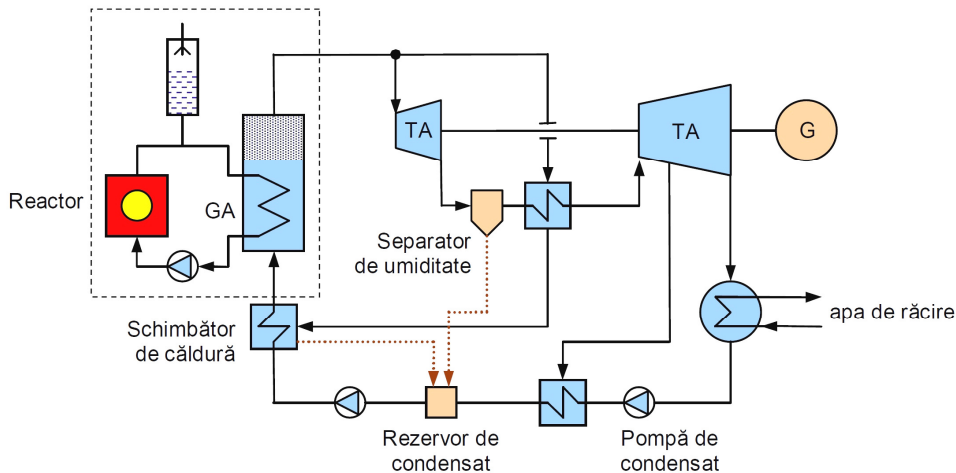 TA
TA
G
Reactor
GA
Separator
de umiditate
Schimbător
de căldură
apa de răcire
Rezervor de
condensat
Pompă de
condensat